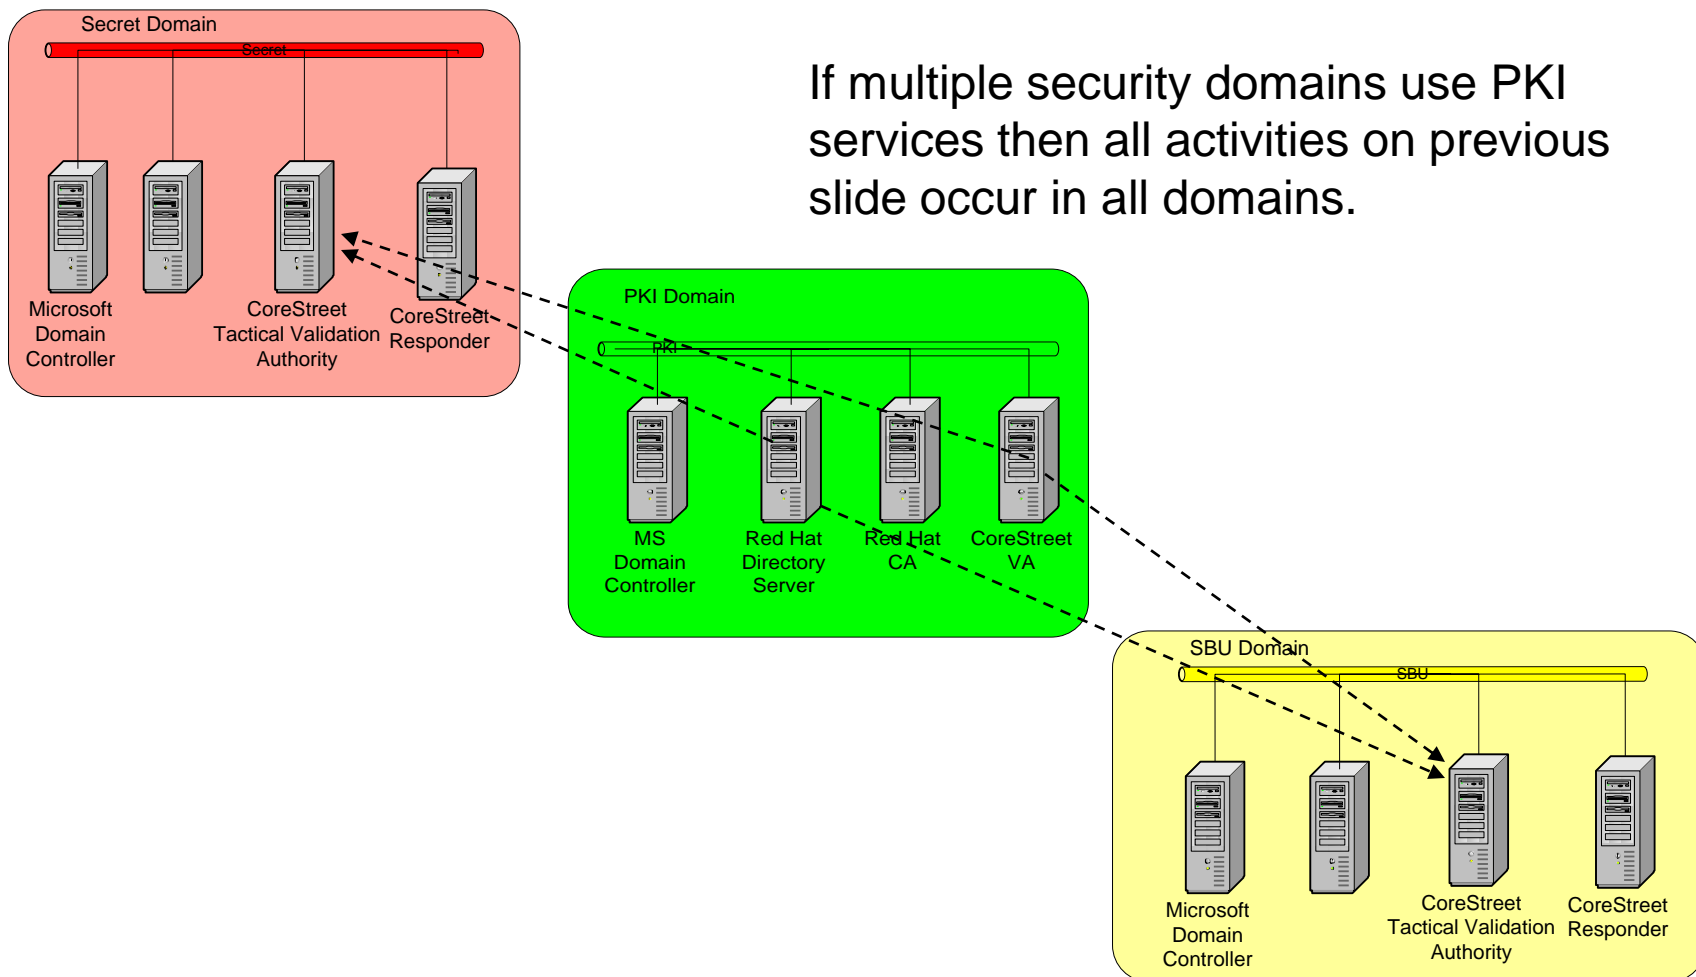 Secret Domain
Secret
Microsoft
Domain
Controller
CoreStreet
Tactical Validation
Authority
CoreStreet
Responder
If multiple security domains use PKI
services then all activities on previous
slide occur in all domains.
PKI Domain
PKI
MS
Domain
Controller
Red Hat
Directory
Server
Red Hat
CA
CoreStreet
VA
SBU Domain
SBU
Microsoft
Domain
Controller
CoreStreet
Tactical Validation
Authority
CoreStreet
Responder